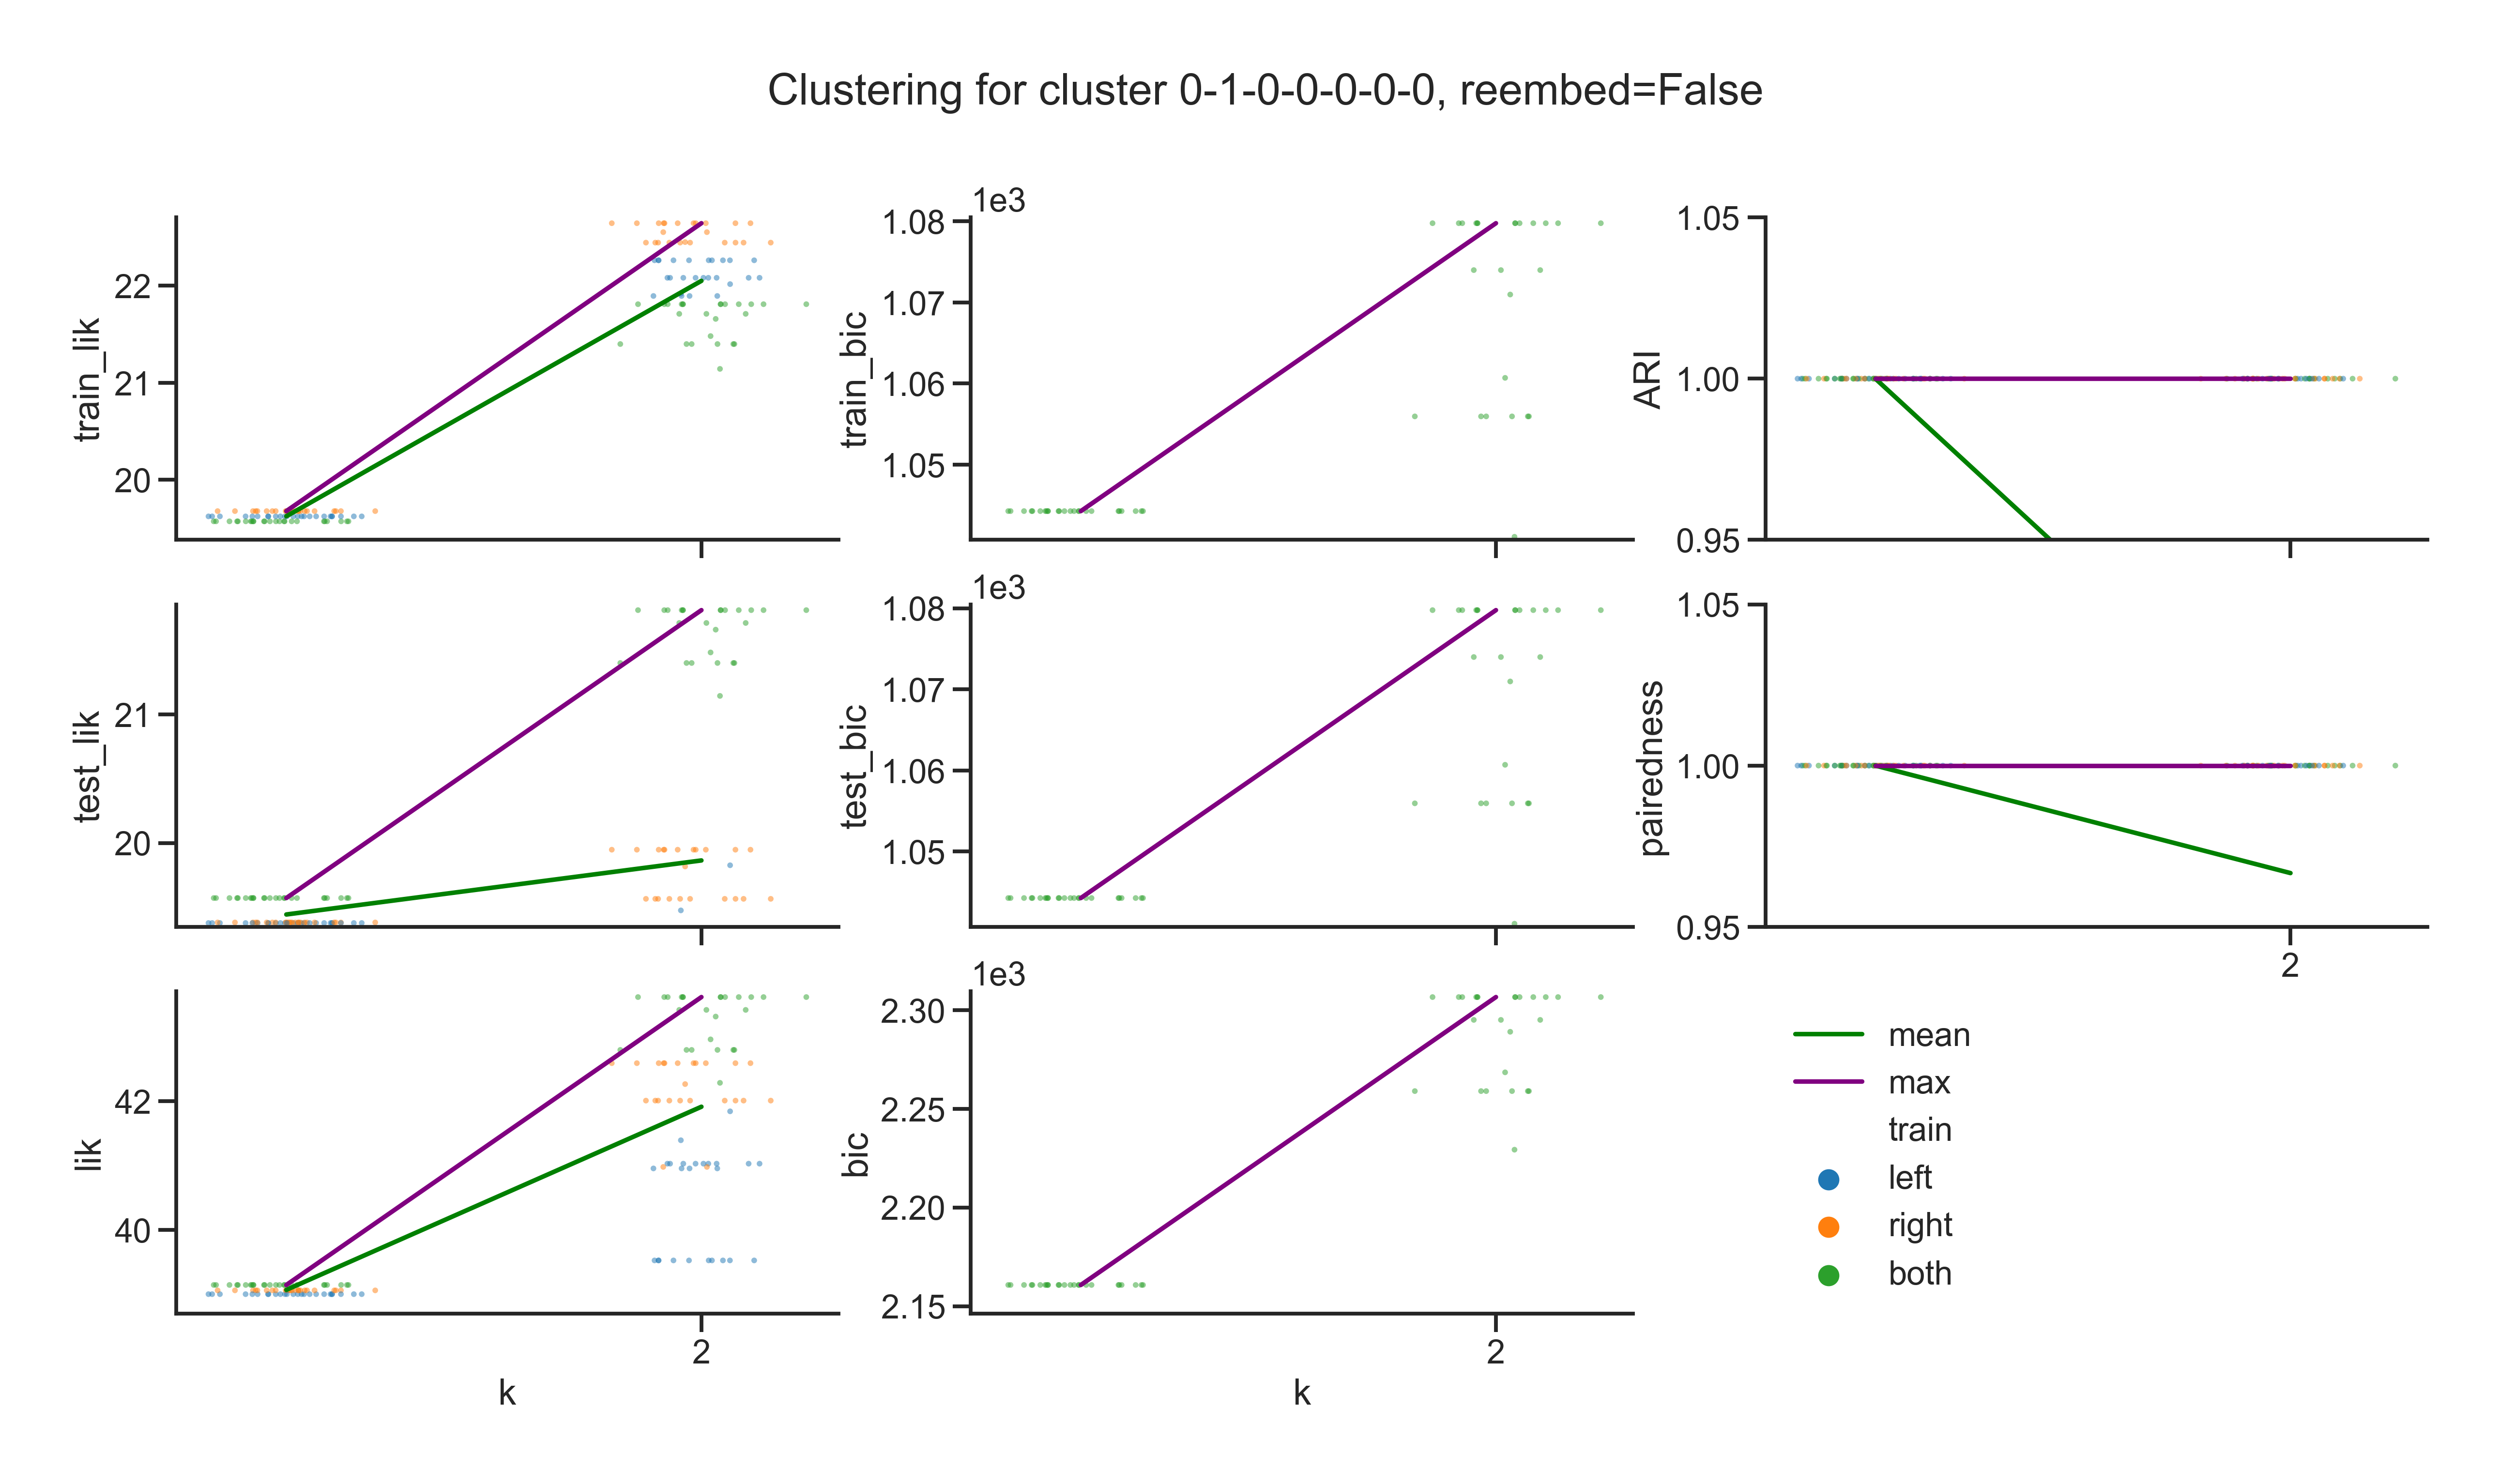 Clustering for cluster 0-1-0-0-0-0-0, reembed=False
train_lik
22
21
20
train_bic
1e3
1.08
1.07
1.06
1.05
ARI
1.05
1.00
0.95
test_lik
21
20
test_bic
1e3
1.08
1.07
1.06
1.05
pairedness
1.05
1.00
0.95
2
lik
42
40
2
k
bic
1e3
2.30
2.25
2.20
2.15
2
k
mean
max
train
left
right
both